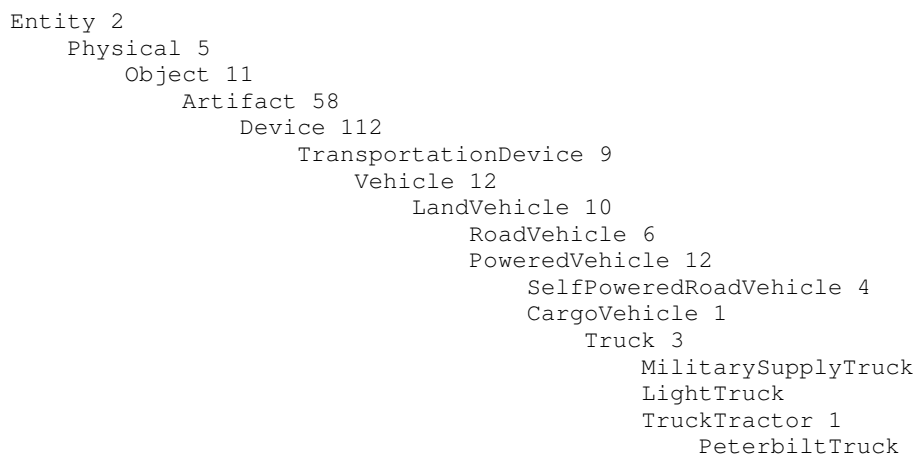 Entity 2
Physical 5
Object 11
Artifact 58
Device 112
TransportationDevice 9
Vehicle 12
LandVehicle 10
RoadVehicle 6
PoweredVehicle 12
SelfPoweredRoadVehicle 4
CargoVehicle 1
Truck 3
MilitarySupplyTruck
LightTruck
TruckTractor 1
PeterbiltTruck